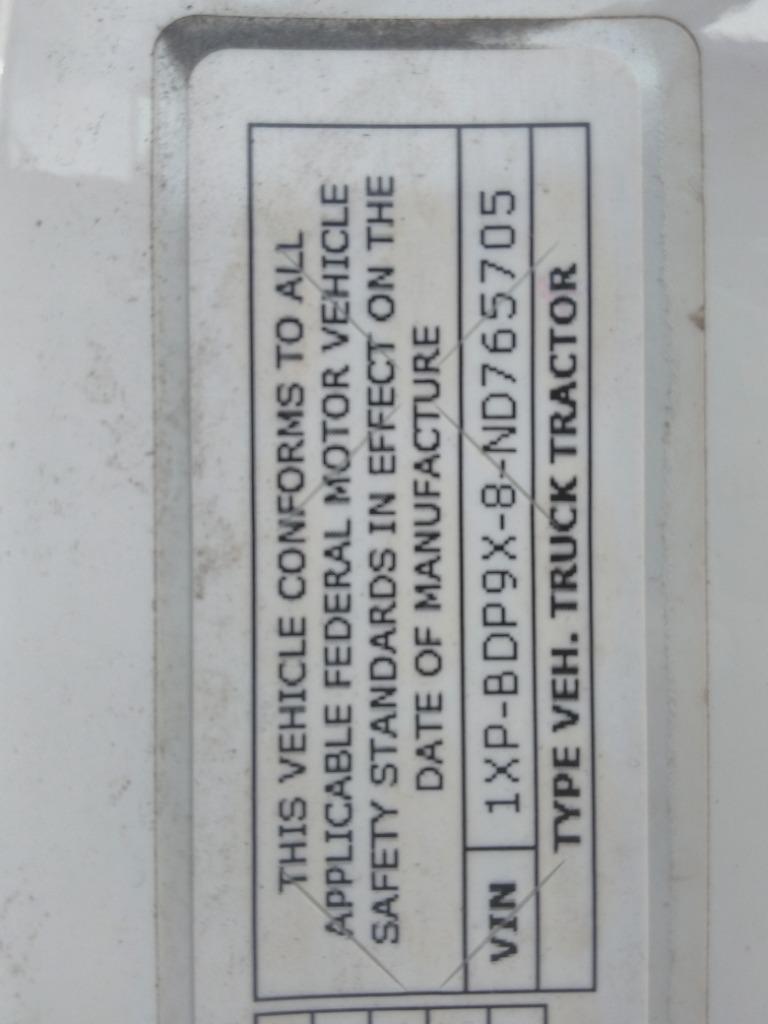 THIS VEHICLE CONFORMS TO ALL
APPLICABLE FEDERAL MOTOR VEHICLE
SAFETY STANDARDS IN EFFECT ON THE
DATE OF MANUFACTURE
VIN 1XP-BDP9X-8-ND765705
TYPE VEH. TRUCK TRACTOR